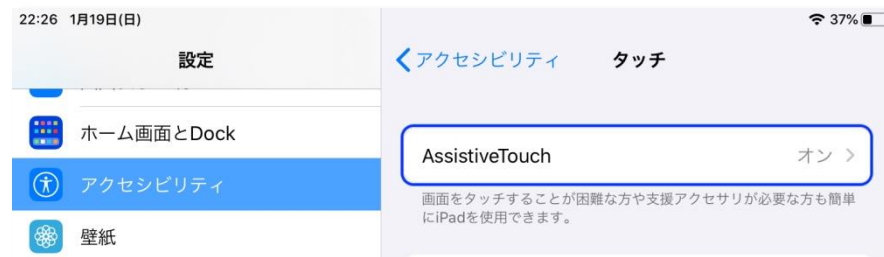 22:26 1月19日(日)
37%
設定
アクセシビリティ
タッチ
ホーム画面とDock
アクセシビリティ
壁紙
AssistiveTouch
オン
画面をタッチすることが困難な方や支援アクセサリが必要な方も簡単
にiPadを使用できます。